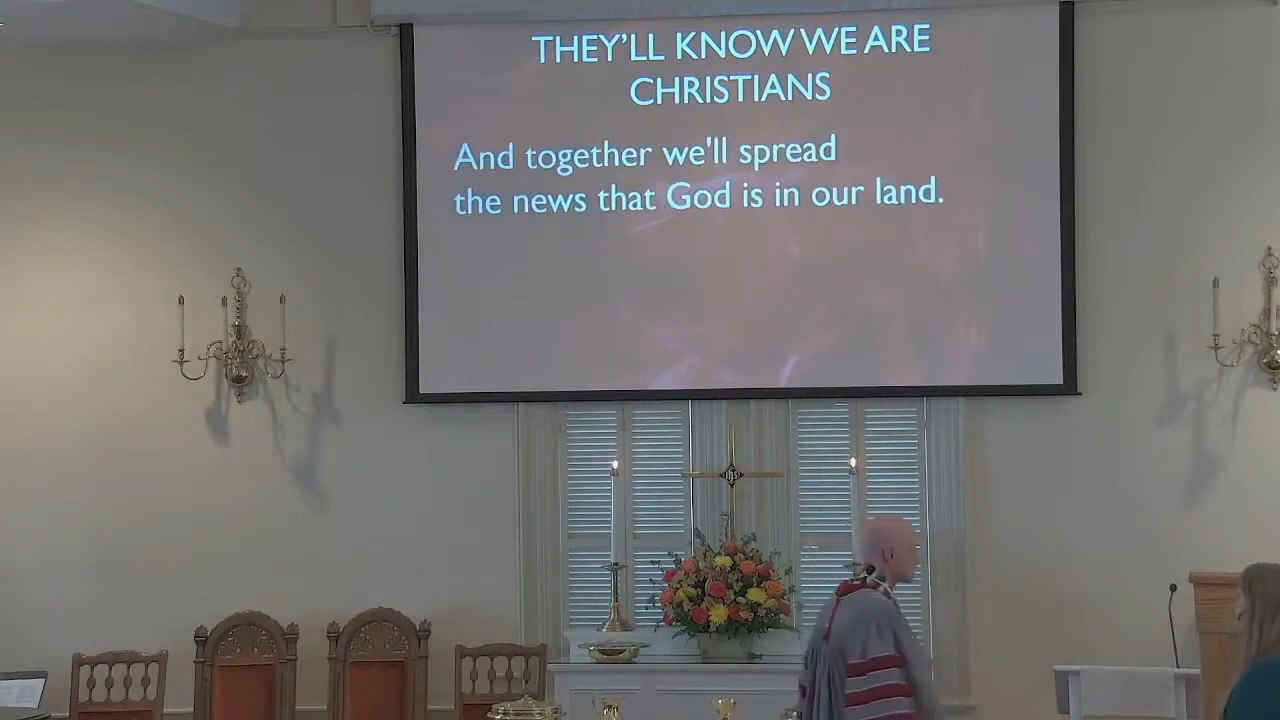 THEY'LL KNOW WE ARE
CHRISTIANS
And together we'll spread
the news that God is in our land.
IHS